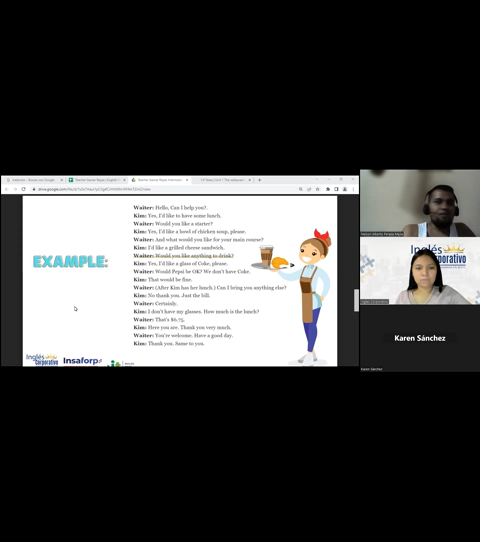 Waiter: Hello, Can I help you?.
Kim: Yes, I'd like to have some lunch.
Waiter: Would you like a starter?
Kim: Yes, I'd like a bowl of chicken soup, please.
Waiter: And what would you like for your main course?
Kim: I'd like a grilled cheese sandwich.
Waiter: Would you like anything to drink?
Kim: Yes, I'd like a glass of Coke, please.
Waiter: Would Pepsi be OK? We don't have Coke.
Kim: That would be fine.
Waiter: (After Kim has her lunch.) Can I bring you anything else?
Kim: No thank you. Just the bill.
Waiter: Certainly.
Kim: I don't have my glasses. How much is the lunch?
Waiter: That's $6.75.
Kim: Here you are. Thank you very much.
Waiter: You're welcome. Have a good day.
Kim: Thank you. Same to you.
EXAMPLE:
Inglés
Corporativo
Insaforp
Inglés
Corporativo
Karen Sánchez
Karen Sánchez